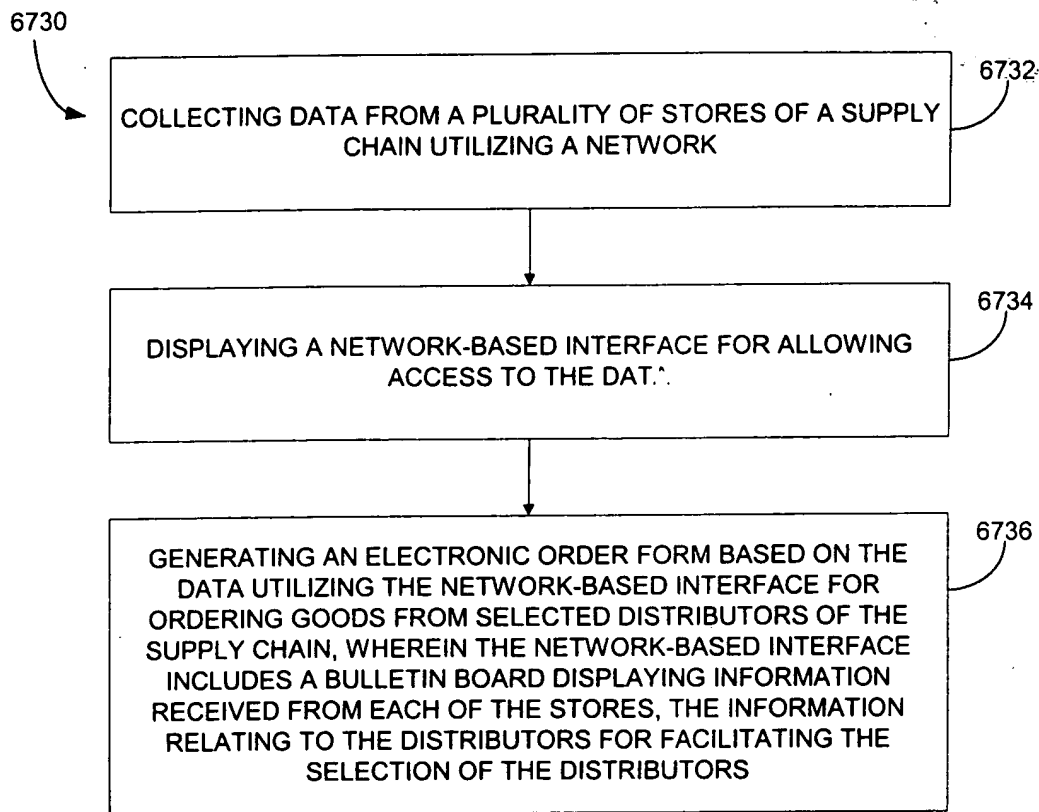 6730
6732
COLLECTING DATA FROM A PLURALITY OF STORES OF A SUPPLY
CHAIN UTILIZING A NETWORK
6734
DISPLAYING A NETWORK-BASED INTERFACE FOR ALLOWING
ACCESS TO THE
6736
GENERATING AN ELECTRONIC ORDER FORM BASED ON THE
DATA UTILIZING THE NETWORK-BASED INTERFACE FOR
ORDERING GOODS FROM SELECTED DISTRIBUTORS OF THE
SUPPLY CHAIN, WHEREIN THE NETWORK-BASED INTERFACE
INCLUDES A BULLETIN BOARD DISPLAYING INFORMATION
RECEIVED FROM EACH OF THE STORES, THE INFORMATION
RELATING TO THE DISTRIBUTORS FOR FACILITATING THE
SELECTION OF THE DISTRIBUTORS